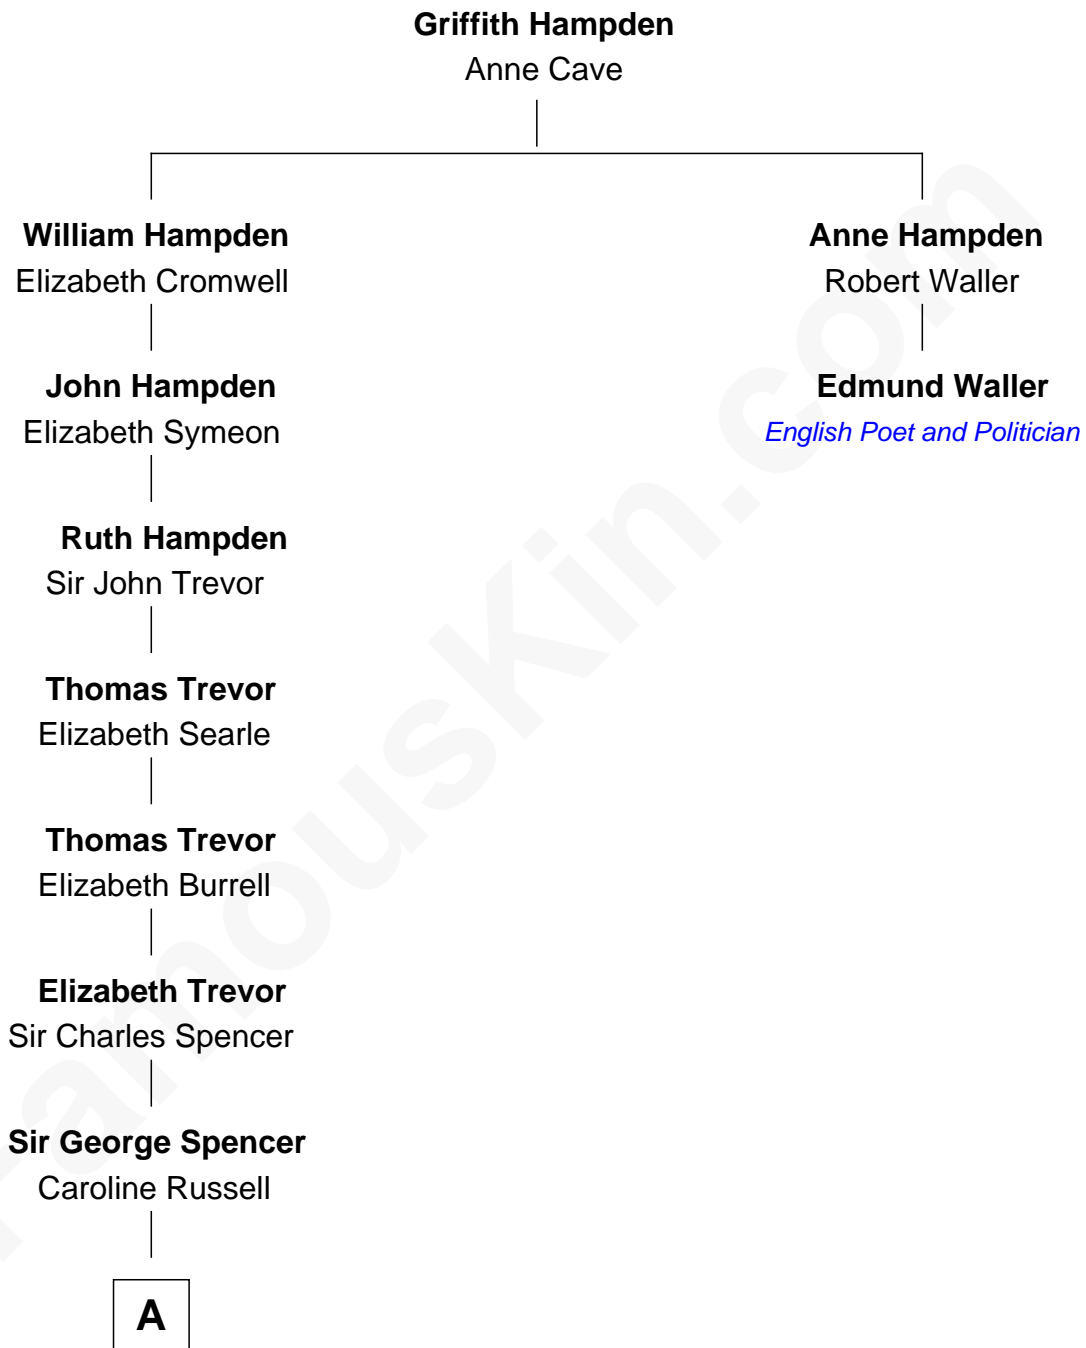 Griffith Hampden
Anne Cave
William Hampden
Elizabeth Cromwell
Anne Hampden
Robert Waller
John Hampden
Elizabeth Symeon
Edmund Waller
English Poet and Politician
Ruth Hampden
Sir John Trevor
Thomas Trevor
Elizabeth Searle
Thomas Trevor
Elizabeth Burrell
Elizabeth Trevor
Sir Charles Spencer
Sir George Spencer
Caroline Russell
A
FamousKin.com